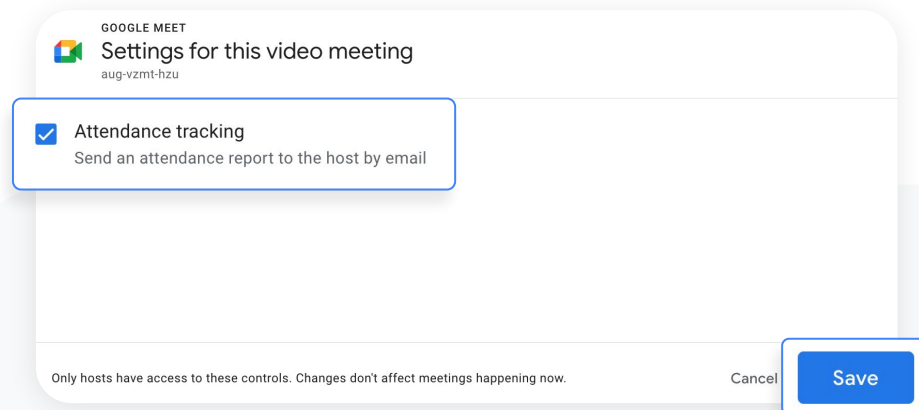 GOOGLE MEET
Settings for this video meeting
aug-vzmt-hzu
Attendance tracking
Send an attendance report to the host by email
Only hosts have access to these controls. Changes don't affect meetings happening now.
Cancel
Save